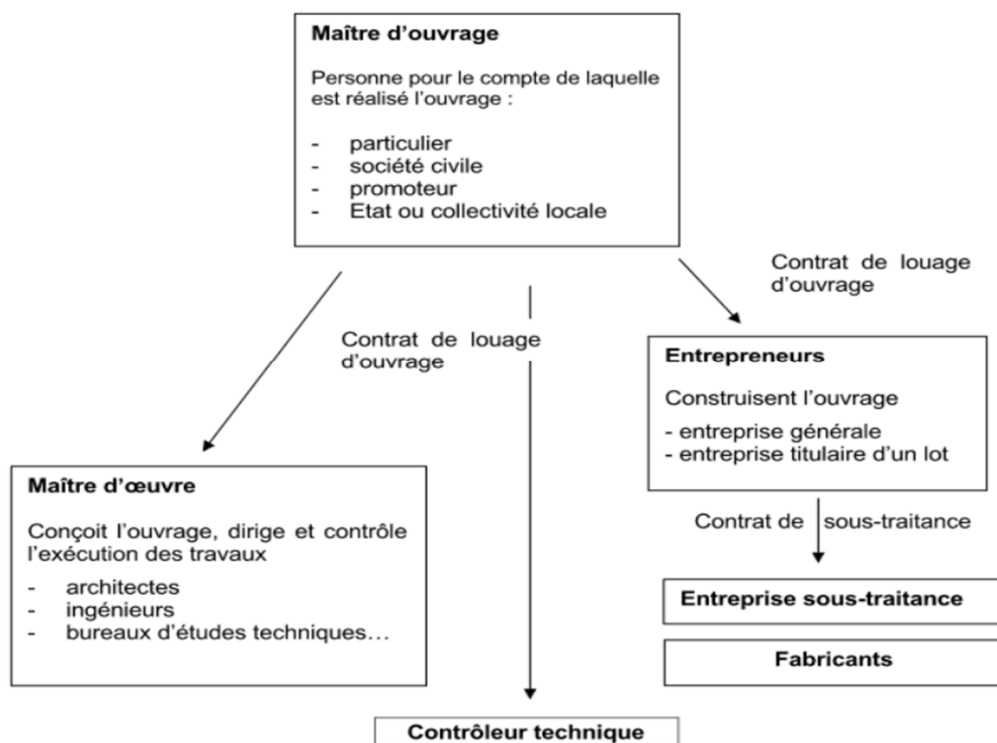 Maître d'ouvrage
Personne pour le compte de laquelle
est réalisé l'ouvrage :
- particulier
- société civile
- promoteur
- Etat ou collectivité locale
Contrat de louage
d'ouvrage
Contrat de louage
d'ouvrage
Entrepreneurs
Construisent l'ouvrage
- entreprise générale
- entreprise titulaire d'un lot
Maître d'œuvre
Conçoit l'ouvrage, dirige et contrôle
l'exécution des travaux
- architectes
- ingénieurs
- bureaux d'études techniques…
Contrat de sous-traitance
Entreprise sous-traitance
Fabricants
Contrôleur technique